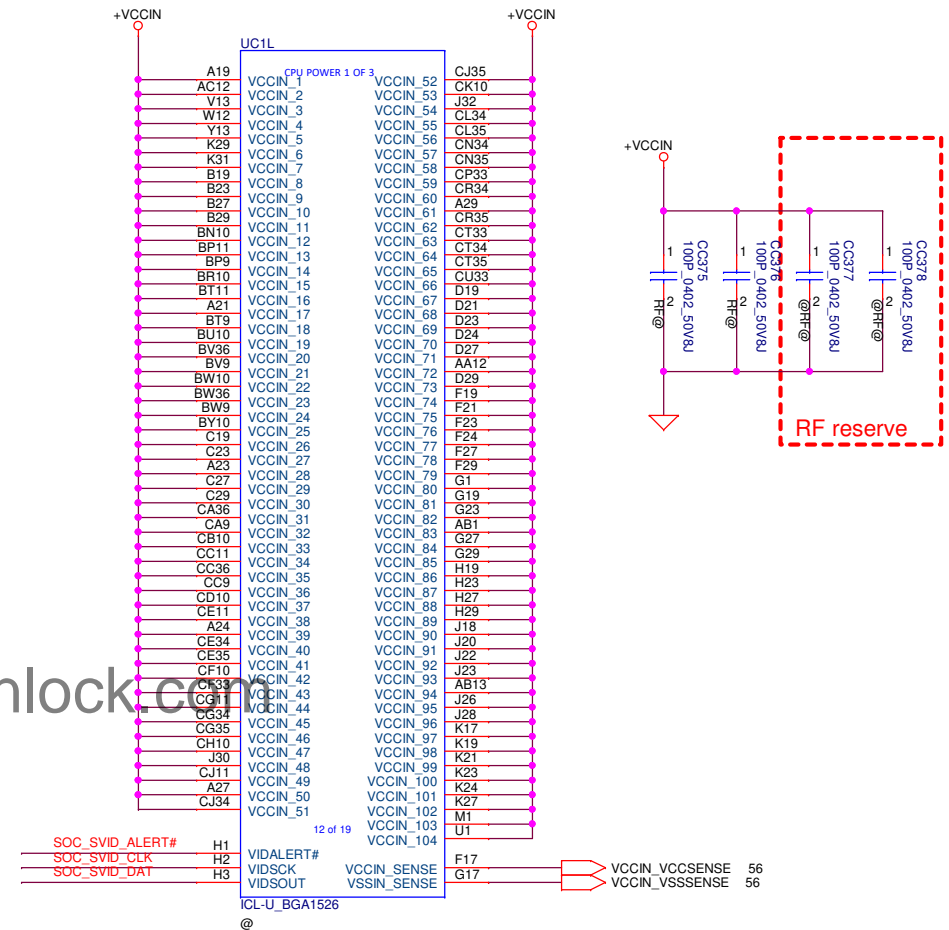 +VCCIN
+VCCIN
UC1L
CPU POWER 1 OF 3
A19 VCCIN_1 VCCIN_52 CJ35
AC12 VCCIN_2 VCCIN_53 CK10
V13 VCCIN_3 VCCIN_54 J32
W12 VCCIN_4 VCCIN_55 CL34
Y13 VCCIN_5 VCCIN_56 CL35
K29 VCCIN_6 VCCIN_57 CN34
K31 VCCIN_7 VCCIN_58 CN35
B19 VCCIN_8 VCCIN_59 CP33
B23 VCCIN_9 VCCIN_60 CR34
B27 VCCIN_10 VCCIN_61 A29
B29 VCCIN_11 VCCIN_62 CR35
BN10 VCCIN_12 VCCIN_63 CT33
BP11 VCCIN_13 VCCIN_64 CT34
BP9 VCCIN_14 VCCIN_65 CT35
BR10 VCCIN_15 VCCIN_66 CU33
BT11 VCCIN_16 VCCIN_67 D19
A21 VCCIN_17 VCCIN_68 D21
BT9 VCCIN_18 VCCIN_69 D23
BU10 VCCIN_19 VCCIN_70 D24
BV36 VCCIN_20 VCCIN_71 D27
BV9 VCCIN_21 VCCIN_72 AA12
BW10 VCCIN_22 VCCIN_73 D29
BW36 VCCIN_23 VCCIN_74 F19
BW9 VCCIN_24 VCCIN_75 F21
BY10 VCCIN_25 VCCIN_76 F23
C19 VCCIN_26 VCCIN_77 F24
C23 VCCIN_27 VCCIN_78 F27
A23 VCCIN_28 VCCIN_79 F29
C27 VCCIN_29 VCCIN_80 G1
C29 VCCIN_30 VCCIN_81 G19
CA36 VCCIN_31 VCCIN_82 G23
CA9 VCCIN_32 VCCIN_83 AB1
CB10 VCCIN_33 VCCIN_84 G27
CC11 VCCIN_34 VCCIN_85 G29
CC36 VCCIN_35 VCCIN_86 H19
CC9 VCCIN_36 VCCIN_87 H23
CD10 VCCIN_37 VCCIN_88 H27
CE11 VCCIN_38 VCCIN_89 H29
A24 VCCIN_39 VCCIN_90 J18
CE34 VCCIN_40 VCCIN_91 J20
CE35 VCCIN_41 VCCIN_92 J22
CF10 VCCIN_42 VCCIN_93 J23
CF33 VCCIN_43 VCCIN_94 AB13
CG11 VCCIN_44 VCCIN_95 J26
CG34 VCCIN_45 VCCIN_96 J28
CG35 VCCIN_46 VCCIN_97 K17
CH10 VCCIN_47 VCCIN_98 K19
J30 VCCIN_48 VCCIN_99 K21
CJ11 VCCIN_49 VCCIN_100 K23
A27 VCCIN_50 VCCIN_101 K24
CJ34 VCCIN_51 VCCIN_102 K27
VCCIN_103 M1
12 of 19 VCCIN_104 U1
SOC_SVID_ALERT# H1 VIDALERT#
SOC_SVID_CLK H2 VIDSCK VCCIN_SENSE F17 VCCIN_VCCSENSE 56
SOC_SVID_DAT H3 VIDSOUT VSSIN_SENSE G17 VCCIN_VSSSENSE 56
ICL-U_BGA1526
@
nlock.com
+VCCIN
1 2 CC375 100P_0402_50V8J RF@
1 2 CC376 100P_0402_50V8J RF@
1 2 CC377 100P_0402_50V8J @RF@
1 2 CC378 100P_0402_50V8J @RF@
RF reserve